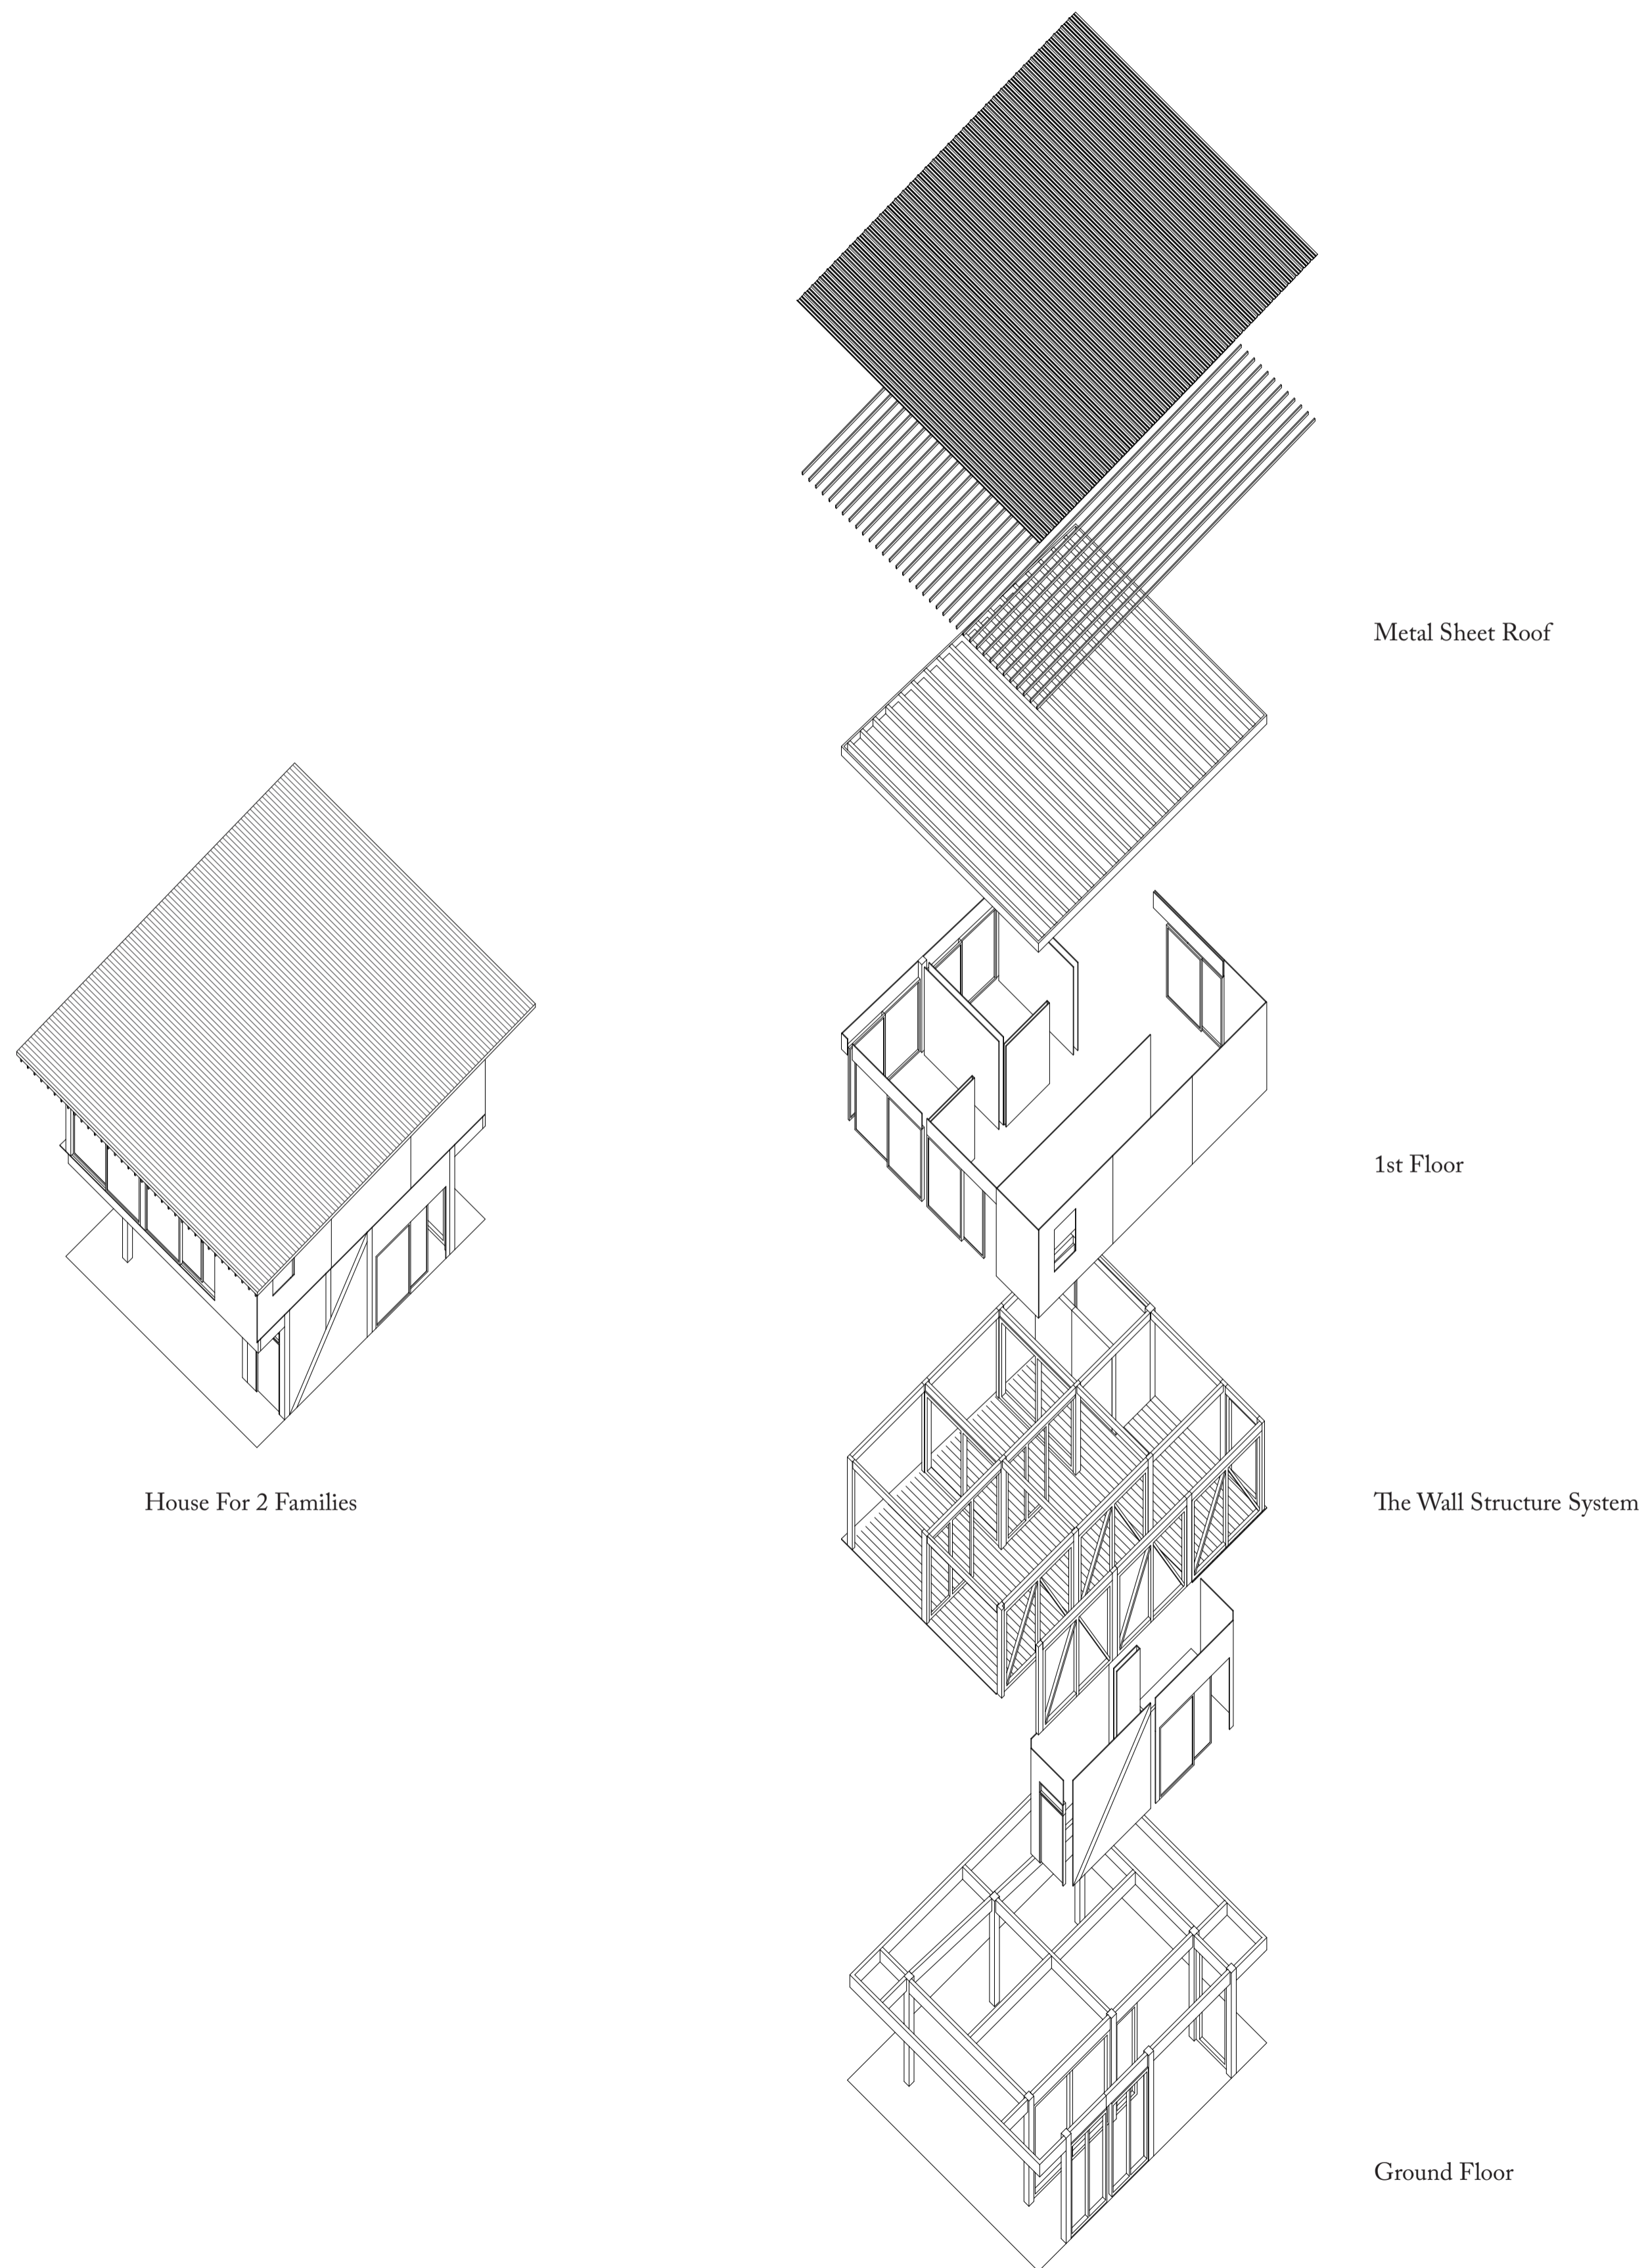 Metal Sheet Roof
1st Floor
House For 2 Families
The Wall Structure System
Ground Floor